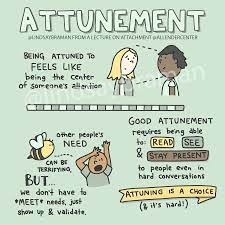 ATTUNEMENT
@LINDSAYBRAMAN FROM A LECTURE ON ATTACHMENT @ALLENDERCENTER
BEING ATTUNED TO
FEELS LIKE
being the center
of someone's attention
@lindsaybraman
other people's
NEED
CAN BE
TERRIFYING,
BUT...
we don't have to
*MEET* needs, just
show up & validate.
GOOD ATTUNEMENT
requires being able
to: READ SEE
& STAY PRESENT
to people even in
hard conversations
ATTUNING IS A CHOICE
(& it's hard!)